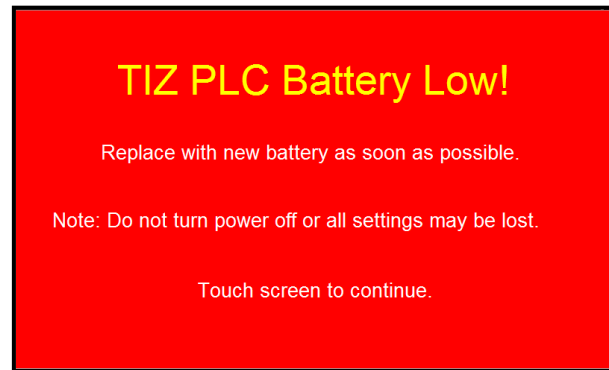 TIZ PLC Battery Low!
Replace with new battery as soon as possible.
Note: Do not turn power off or all settings may be lost.
Touch screen to continue.